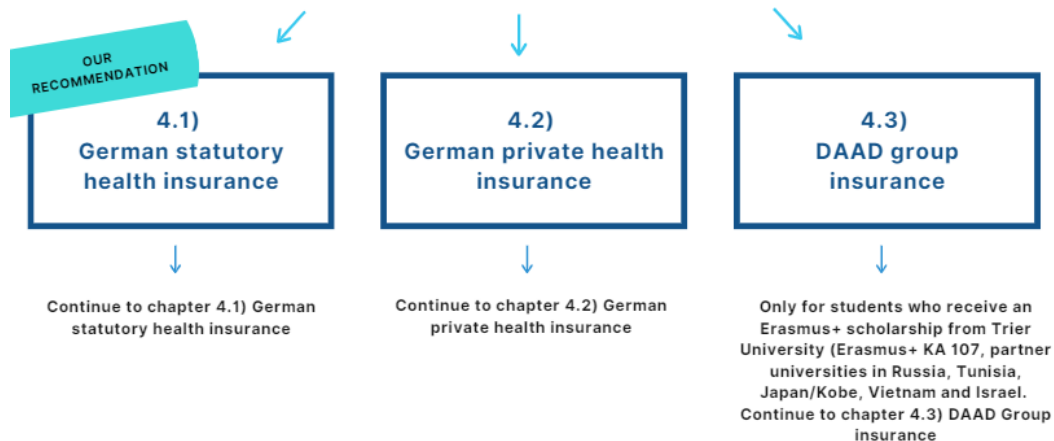 OUR
RECOMMENDATION
4.1)
German statutory
health insurance
4.2)
German private health
insurance
4.3)
DAAD group
insurance
Continue to chapter 4.1) German
statutory health insurance
Continue to chapter 4.2) German
private health insurance
Only for students who receive an
Erasmus+ scholarship from Trier
University (Erasmus+ KA 107, partner
universities in Russia, Tunisia,
Japan/Kobe, Vietnam and Israel.
Continue to chapter 4.3) DAAD Group
insurance